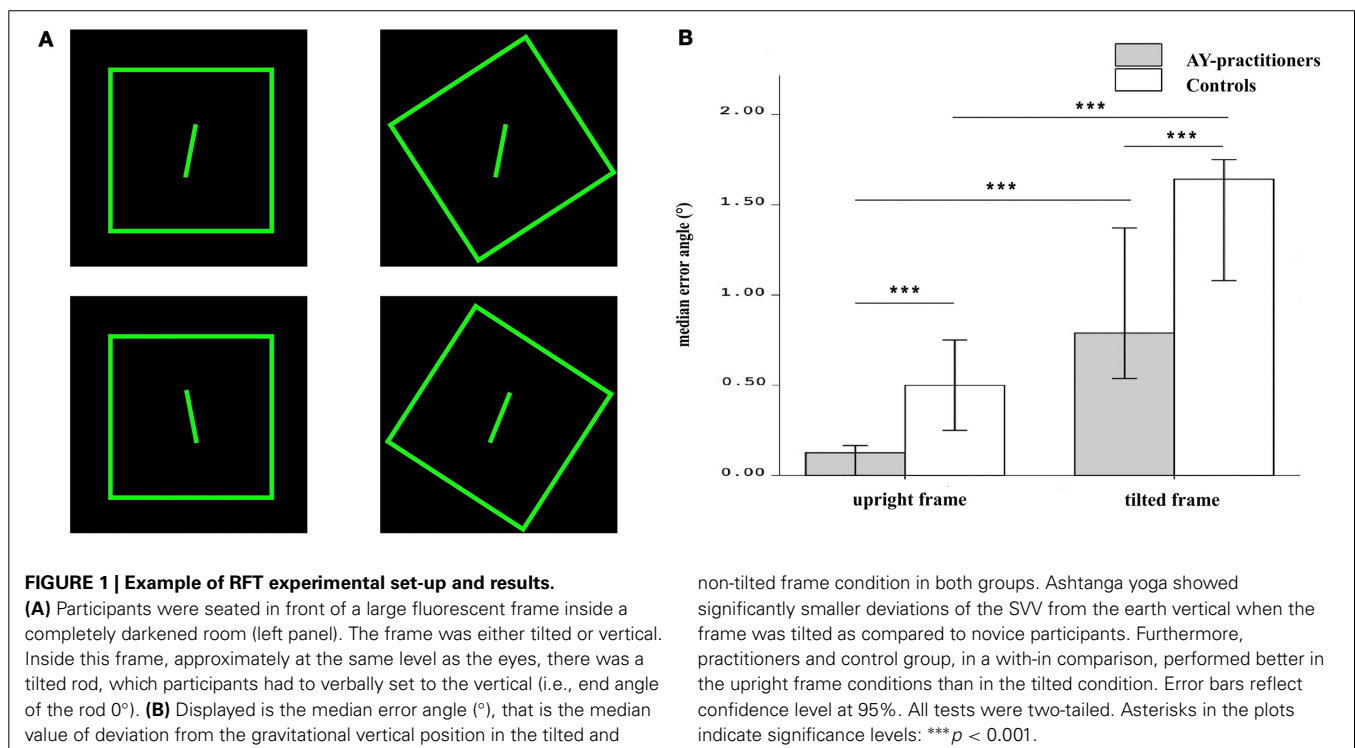 A
B
AY-practitioners
Controls
***
***
***
***
median error angle (°)
2.00
1.50
1.00
0.50
0.00
upright frame
tilted frame
FIGURE 1 | Example of RFT experimental set-up and results.
(A) Participants were seated in front of a large fluorescent frame inside a
completely darkened room (left panel). The frame was either tilted or vertical.
Inside this frame, approximately at the same level as the eyes, there was a
tilted rod, which participants had to verbally set to the vertical (i.e., end angle
of the rod 0°). (B) Displayed is the median error angle (°), that is the median
value of deviation from the gravitational vertical position in the tilted and
non-tilted frame condition in both groups. Ashtanga yoga showed
significantly smaller deviations of the SVV from the earth vertical when the
frame was tilted as compared to novice participants. Furthermore,
practitioners and control group, in a with-in comparison, performed better in
the upright frame conditions than in the tilted condition. Error bars reflect
confidence level at 95%. All tests were two-tailed. Asterisks in the plots
indicate significance levels: ***p < 0.001.